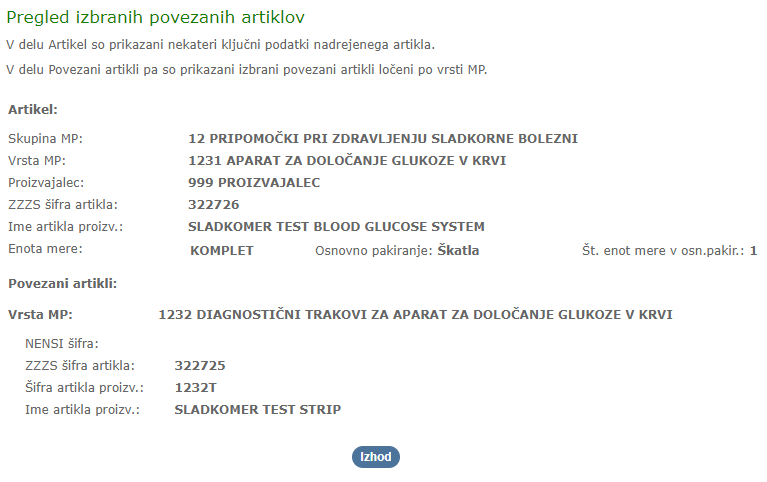 Pregled izbranih povezanih artiklov
V delu Artikel so prikazani nekateri ključni podatki nadrejenega artikla.
V delu Povezani artikli pa so prikazani izbrani povezani artikli ločeni po vrsti MP.
Artikel:
Skupina MP: 12 PRIPOMOČKI PRI ZDRAVLJENJU SLADKORNE BOLEZNI
Vrsta MP: 1231 APARAT ZA DOLOČANJE GLUKOZE V KRVI
Proizvajalec: 999 PROIZVAJALEC
ZZZS šifra artikla: 322726
Ime artikla proizv.: SLADKOMER TEST BLOOD GLUCOSE SYSTEM
Enota mere: KOMPLET Osnovno pakiranje: Škatla Št. enot mere v osn.pakir.: 1
Povezani artikli:
Vrsta MP: 1232 DIAGNOSTIČNI TRAKOVI ZA APARAT ZA DOLOČANJE GLUKOZE V KRVI
NENSI šifra:
ZZZS šifra artikla: 322725
Šifra artikla proizv.: 1232T
Ime artikla proizv.: SLADKOMER TEST STRIP
Izhod